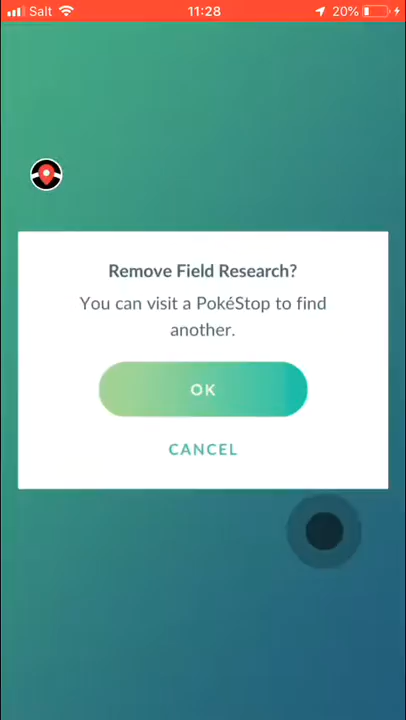 Salt 11:28 20%
Remove Field Research?
You can visit a PokéStop to find
another.
OK
CANCEL